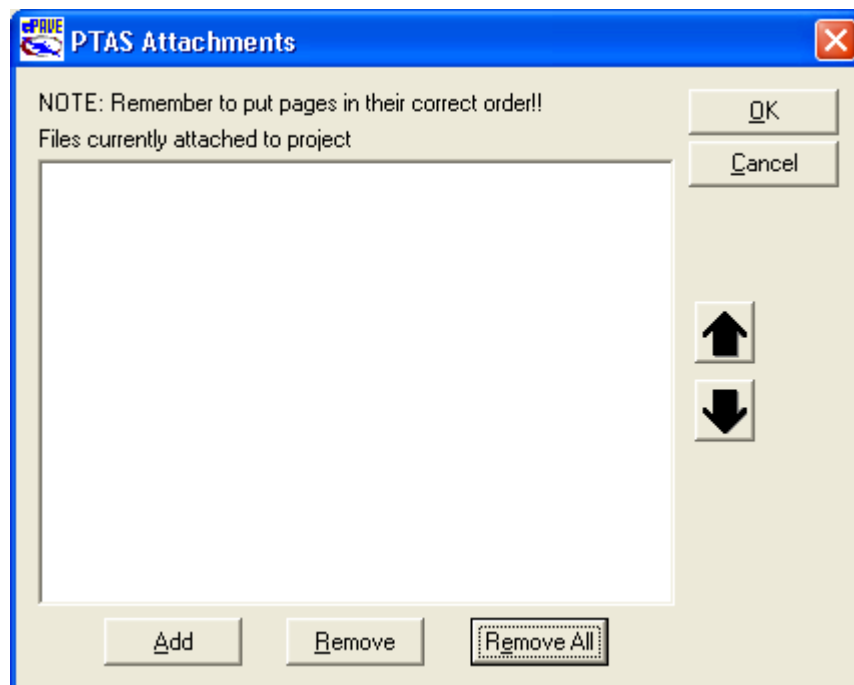 ePAVE
PTAS Attachments
NOTE: Remember to put pages in their correct order!!
Files currently attached to project
OK
Cancel
Add
Remove
Remove All